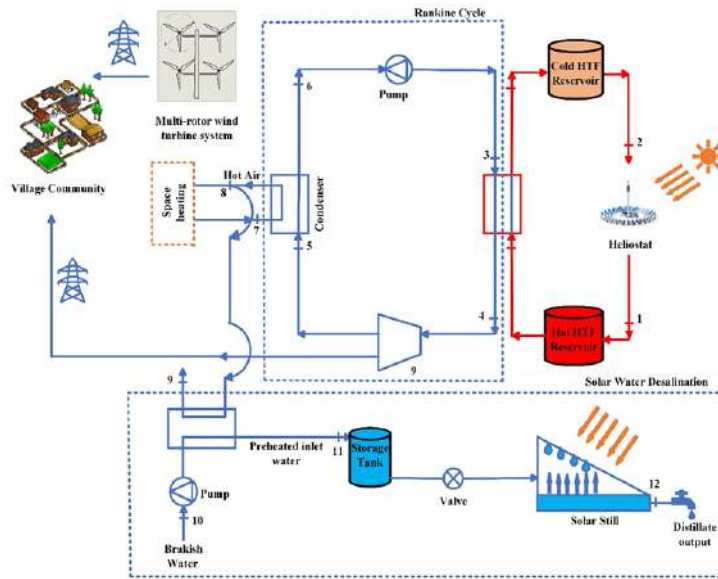 Rankine Cycle
Cold HTF
Reservoir
6
Pump
Multi-rotor wind
turbine system
2
3
Village Community
Hot Air
8
Space
heating
7
Condenser
5
Heliostat
4
1
Hot HTF
Reservoir
9
9
Solar Water Desalination
Preheated inlet
water
11
Storage
Tank
Pump
Valve
12
10
Solar Still
Distillate
output
Brakish
Water